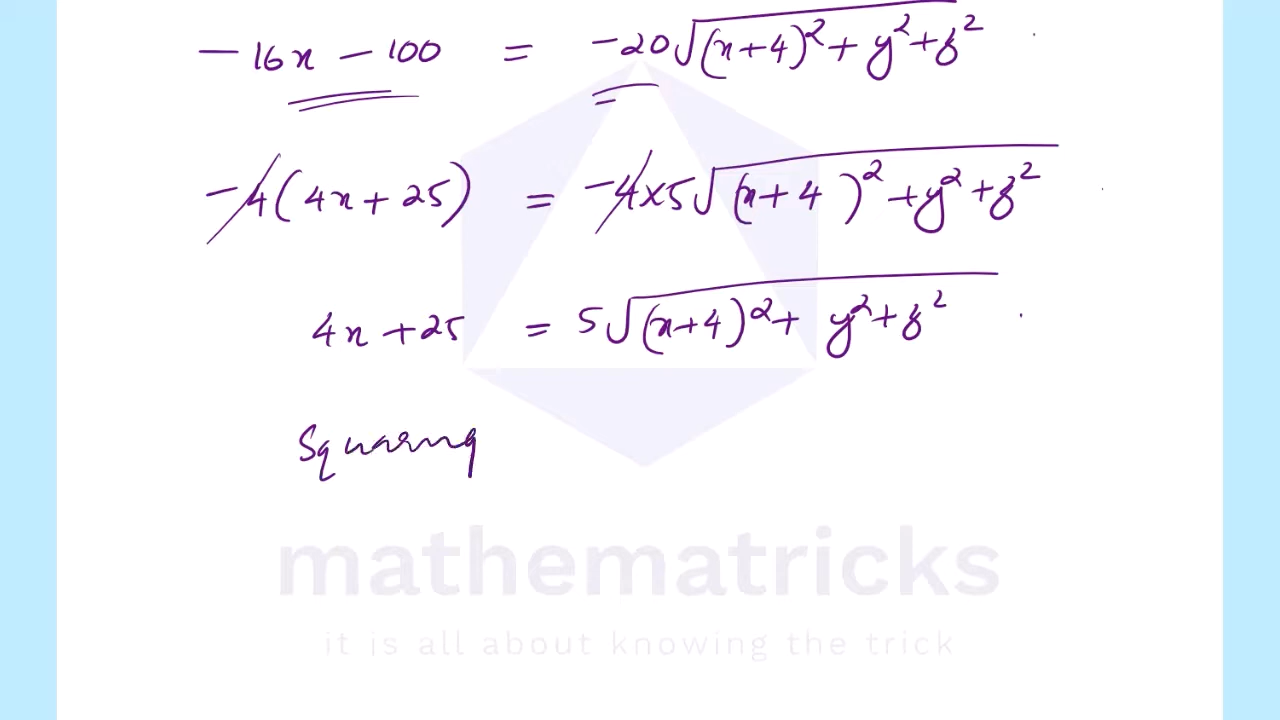 -16x - 100 = -20√(x+4)² + y² + z²
-4(4x + 25) = -4×5√(x+4)² + y² + z²
4x + 25 = 5√(x+4)² + y² + z²
Squaring
mathematricks
it is all about knowing the trick